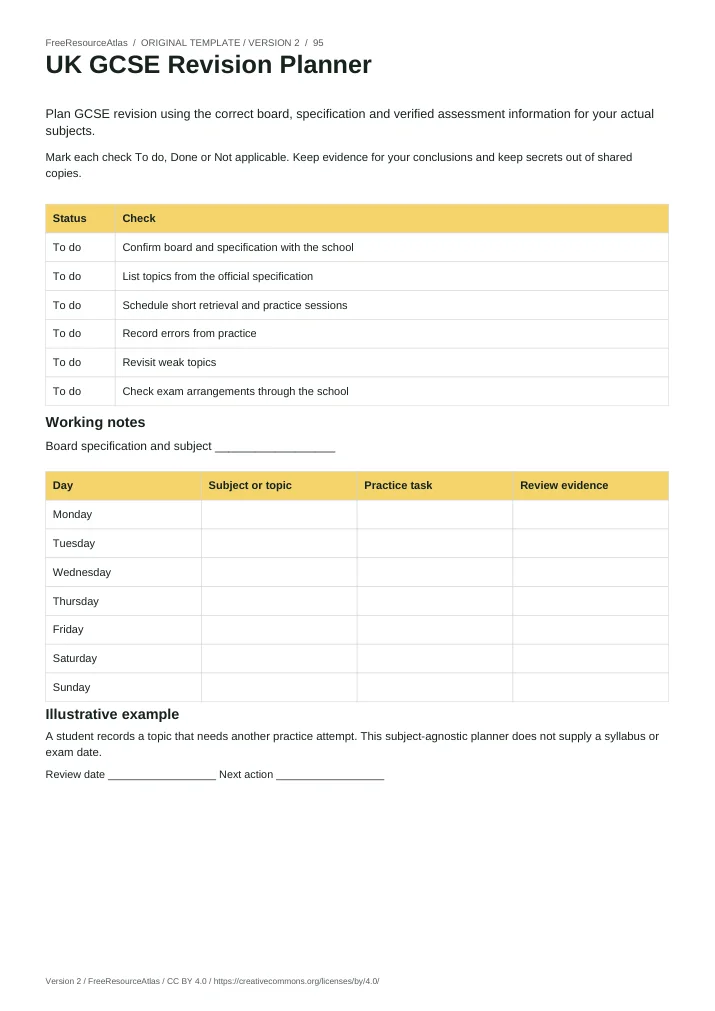 FreeResourceAtlas / ORIGINAL TEMPLATE / VERSION 2 / 95
UK GCSE Revision Planner
Plan GCSE revision using the correct board, specification and verified assessment information for your actual
subjects.
Mark each check To do, Done or Not applicable. Keep evidence for your conclusions and keep secrets out of shared
copies.
Status Check
To do Confirm board and specification with the school
To do List topics from the official specification
To do Schedule short retrieval and practice sessions
To do Record errors from practice
To do Revisit weak topics
To do Check exam arrangements through the school
Working notes
Board specification and subject ___________________
Day Subject or topic Practice task Review evidence
Monday
Tuesday
Wednesday
Thursday
Friday
Saturday
Sunday
Illustrative example
A student records a topic that needs another practice attempt. This subject-agnostic planner does not supply a syllabus or
exam date.
Review date __________________ Next action __________________
Version 2 / FreeResourceAtlas / CC BY 4.0 / https://creativecommons.org/licenses/by/4.0/